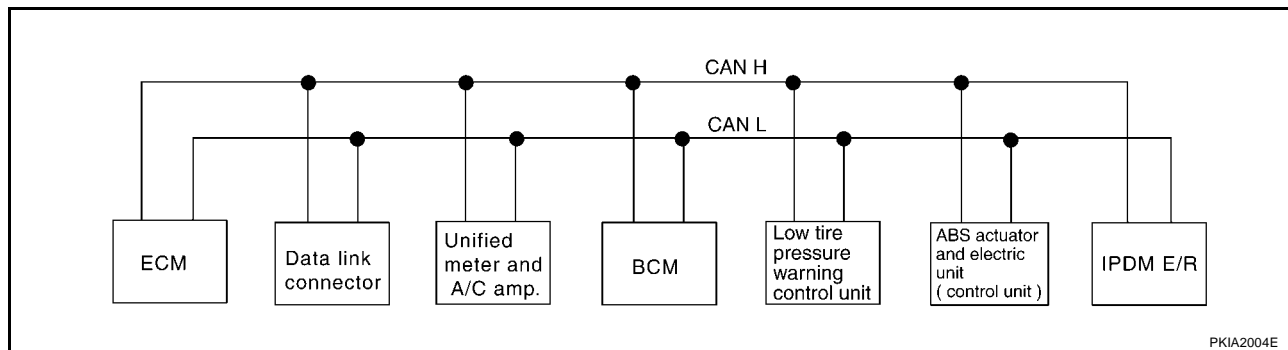 CAN H
CAN L
ECM
Data link
connector
Unified
meter and
A/C amp.
BCM
Low tire
pressure
warning
control unit
ABS actuator
and electric
unit
( control unit )
IPDM E/R
PKIA2004E